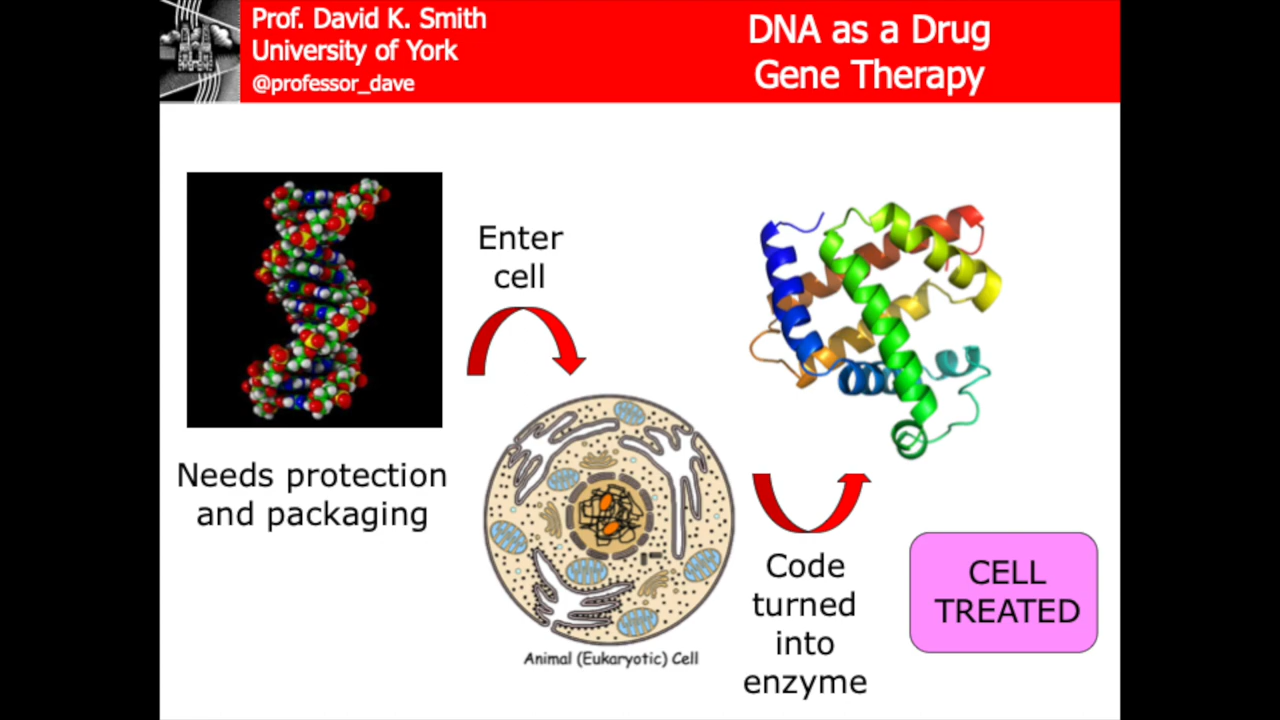 Prof. David K. Smith
University of York
@professor_dave
DNA as a Drug
Gene Therapy
Enter
cell
Needs protection
and packaging
Animal (Eukaryotic) Cell
Code
turned
into
enzyme
CELL
TREATED